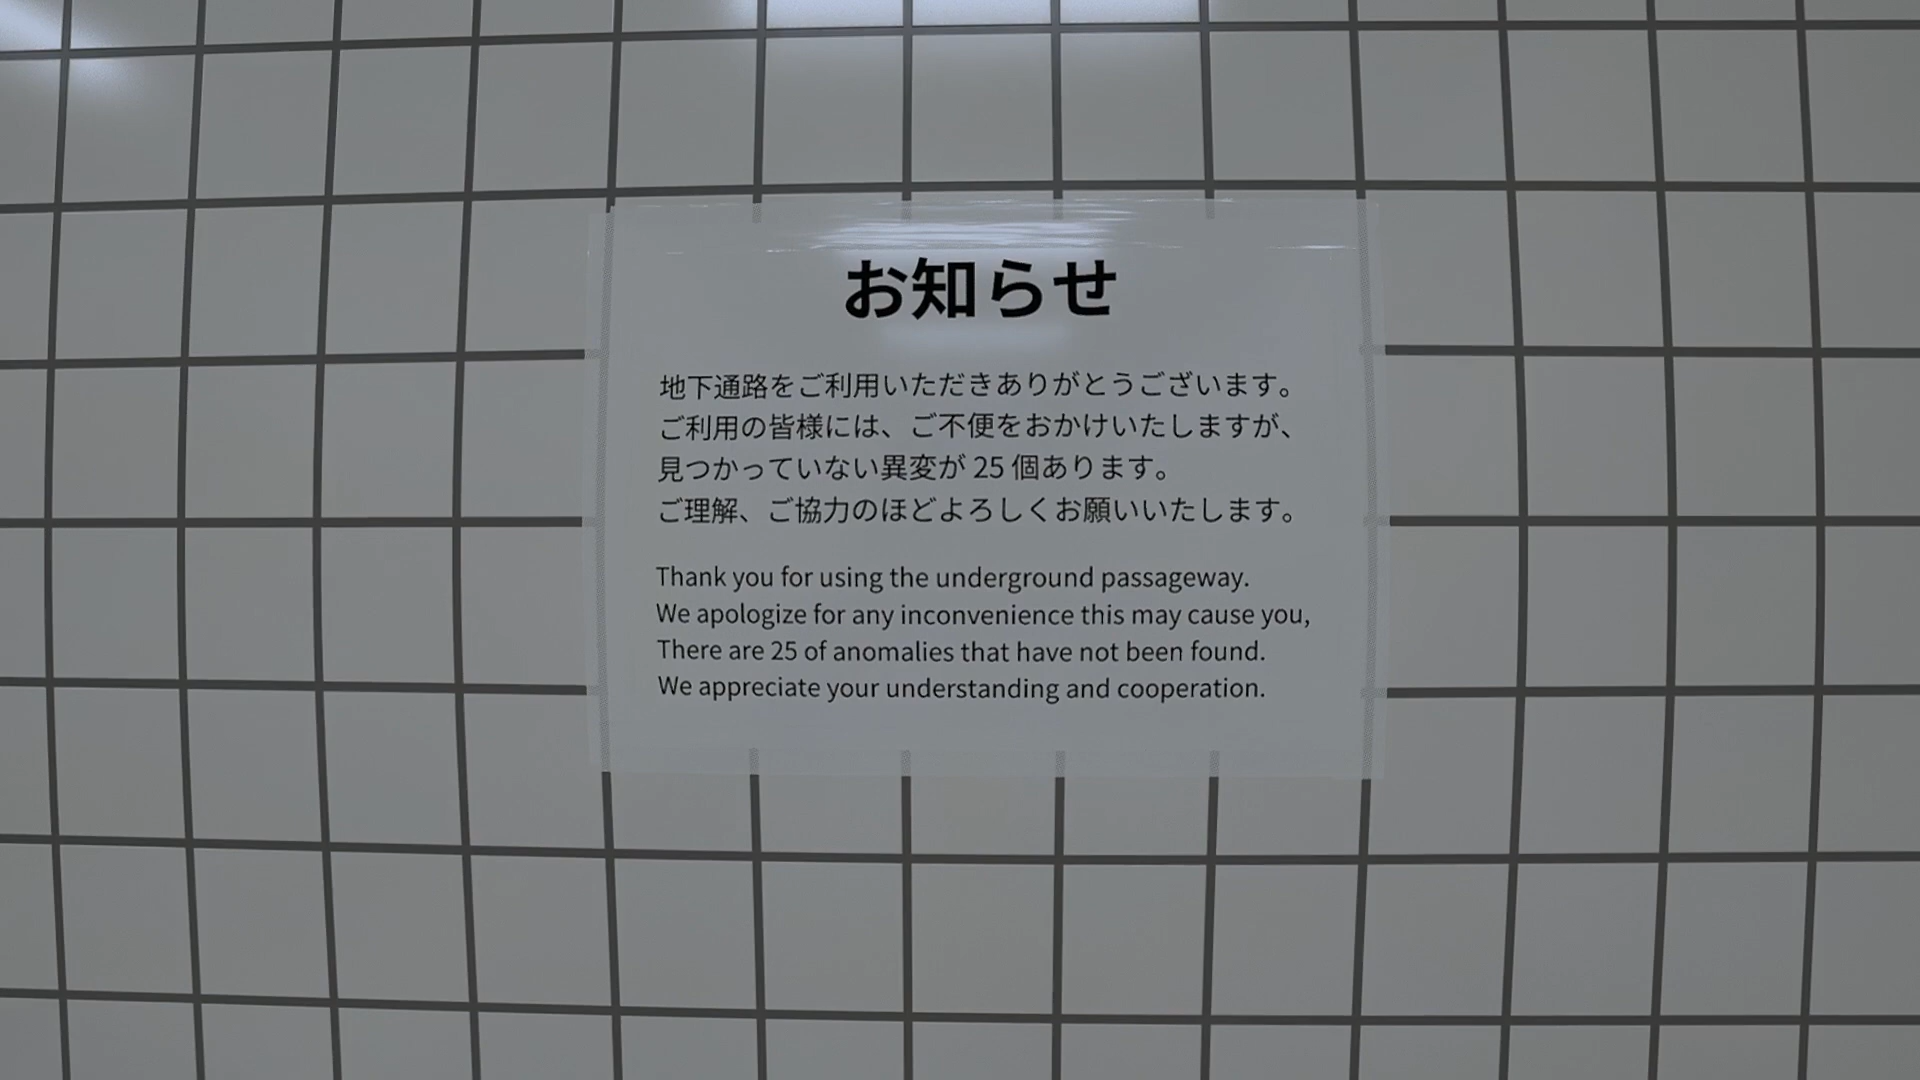 お知らせ
地下通路をご利用いただきありがとうございます。
ご利用の皆様には、ご不便をおかけいたしますが、
見つかっていない異変が 25 個あります。
ご理解、ご協力のほどよろしくお願いいたします。
Thank you for using the underground passageway.
We apologize for any inconvenience this may cause you,
There are 25 of anomalies that have not been found.
We appreciate your understanding and cooperation.